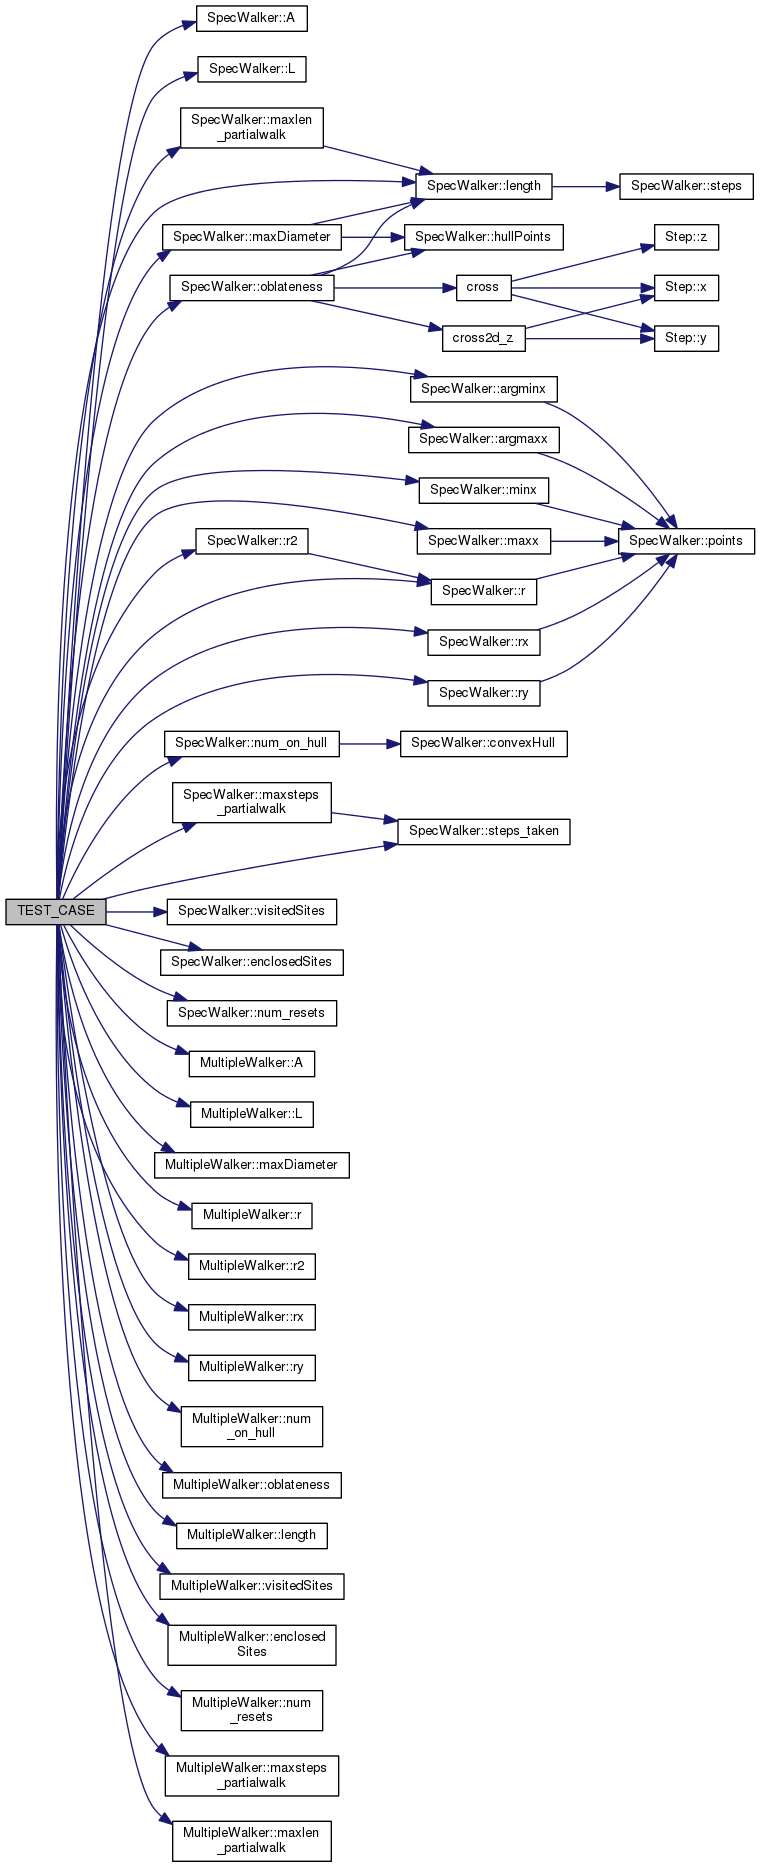 SpecWalker::A
SpecWalker::L
SpecWalker::maxlen
_partialwalk
SpecWalker::length
SpecWalker::steps
SpecWalker::maxDiameter
SpecWalker::hullPoints
Step::z
SpecWalker::oblateness
cross
Step::x
cross2d_z
Step::y
SpecWalker::argminx
SpecWalker::argmaxx
SpecWalker::minx
SpecWalker::r2
SpecWalker::maxx
SpecWalker::points
SpecWalker::r
SpecWalker::rx
SpecWalker::ry
SpecWalker::num_on_hull
SpecWalker::convexHull
SpecWalker::maxsteps
_partialwalk
SpecWalker::steps_taken
TEST_CASE
SpecWalker::visitedSites
SpecWalker::enclosedSites
SpecWalker::num_resets
MultipleWalker::A
MultipleWalker::L
MultipleWalker::maxDiameter
MultipleWalker::r
MultipleWalker::r2
MultipleWalker::rx
MultipleWalker::ry
MultipleWalker::num
_on_hull
MultipleWalker::oblateness
MultipleWalker::length
MultipleWalker::visitedSites
MultipleWalker::enclosed
Sites
MultipleWalker::num
_resets
MultipleWalker::maxsteps
_partialwalk
MultipleWalker::maxlen
_partialwalk